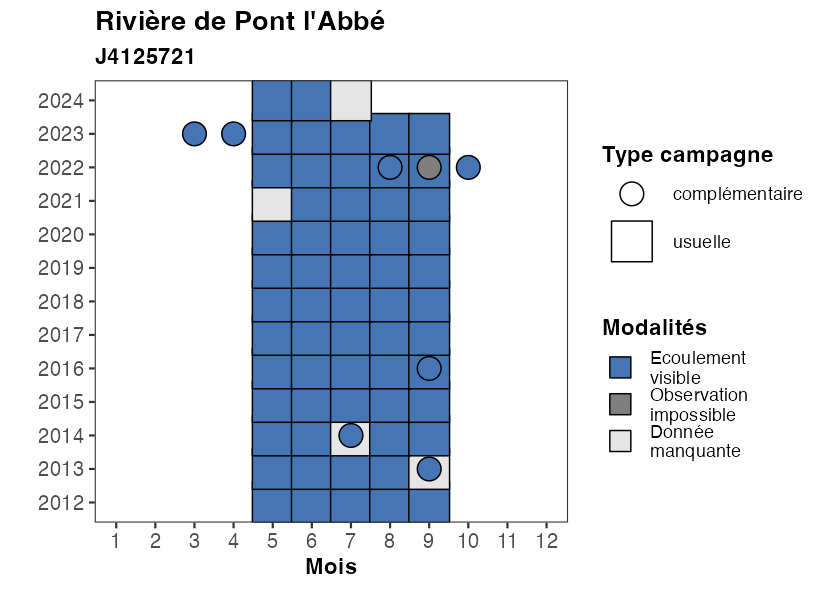 Rivière de Pont l'Abbé
J4125721
2024
2023
2022
2021
2020
2019
2018
2017
2016
2015
2014
2013
2012
1 2 3 4 5 6 7 8 9 10 11 12
Mois
Type campagne
complémentaire
usuelle
Modalités
Ecoulement
visible
Observation
impossible
Donnée
manquante